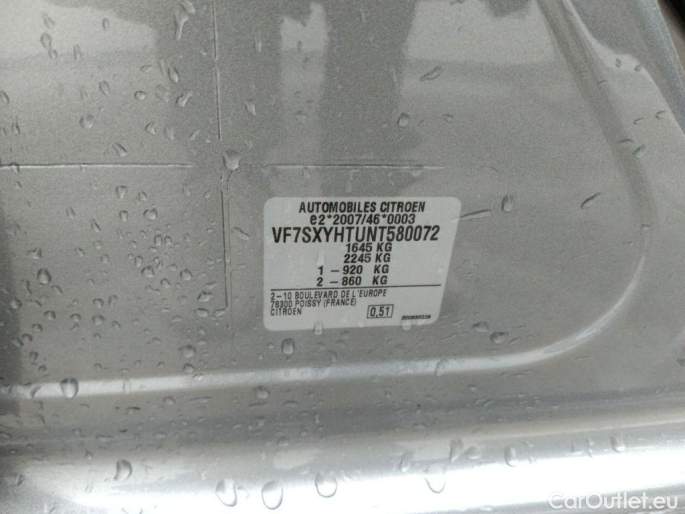 AUTOMOBILES CITROEN
e2*2007/46*0003
VF7SXYHTUNT580072
1645 KG
2245 KG
1 - 920 KG
2 - 860 KG
2-10 BOULEVARD DE L'EUROPE
78300 POISSY (FRANCE)
CITROEN 0,51
CarOutlet.eu